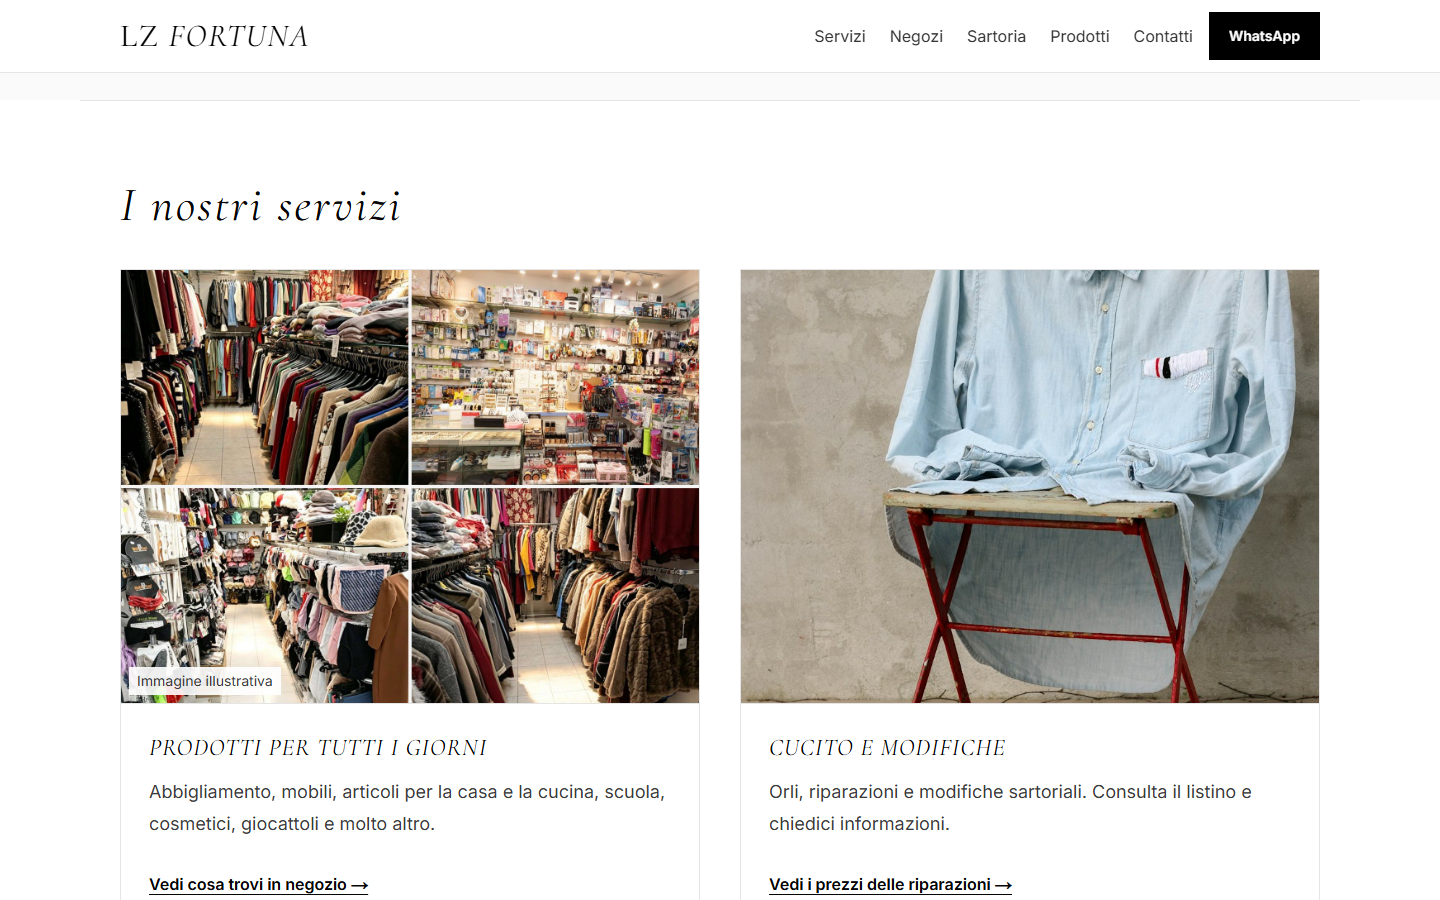 LZ FORTUNA
Servizi Negozi Sartoria Prodotti Contatti WhatsApp
I nostri servizi
Immagine illustrativa
PRODOTTI PER TUTTI I GIORNI
Abbigliamento, mobili, articoli per la casa e la cucina, scuola,
cosmetici, giocattoli e molto altro.
Vedi cosa trovi in negozio →
CUCITO E MODIFICHE
Orli, riparazioni e modifiche sartoriali. Consulta il listino e
chiedici informazioni.
Vedi i prezzi delle riparazioni →